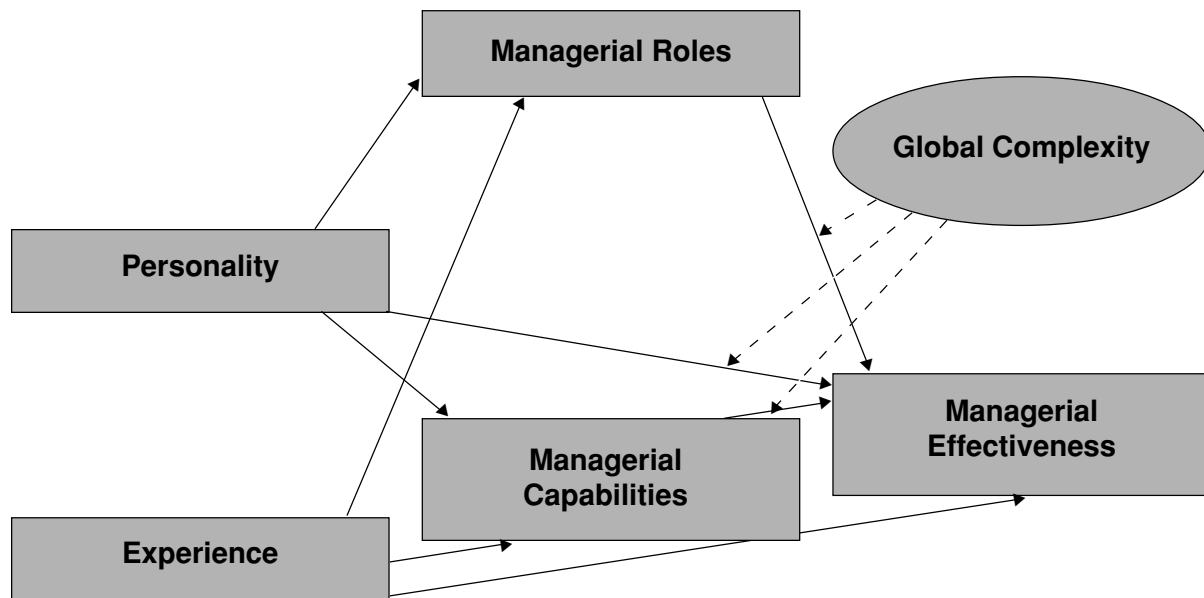 Managerial Roles
Global Complexity
Personality
Managerial
Effectiveness
Managerial
Capabilities
Experience